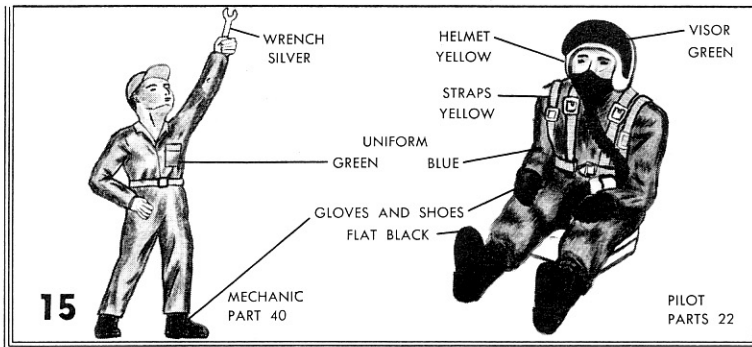 WRENCH
SILVER
HELMET
YELLOW
VISOR
GREEN
STRAPS
YELLOW
UNIFORM
GREEN
BLUE
GLOVES AND SHOES
FLAT BLACK
15
MECHANIC
PART 40
PILOT
PARTS 22